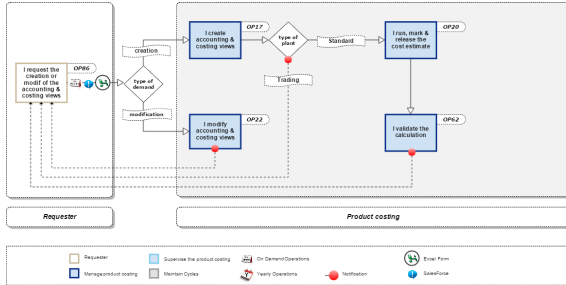 OP17
I create
accounting &
costing views
type of
plant
Standard
OP20
I run, mark &
release the
cost estimate
creation
OP86
I request the
creation or
modif of the
accounting &
costing views
type of
demand
Trading
modification
OP22
I modify
accounting &
costing views
OP62
I validate the
calculation
Requester
Product costing
Requester
Supervise the product costing
On Demand Operations
Excel Form
Manage product costing
Maintain Cycles
Yearly Operations
Notification
SalesForce